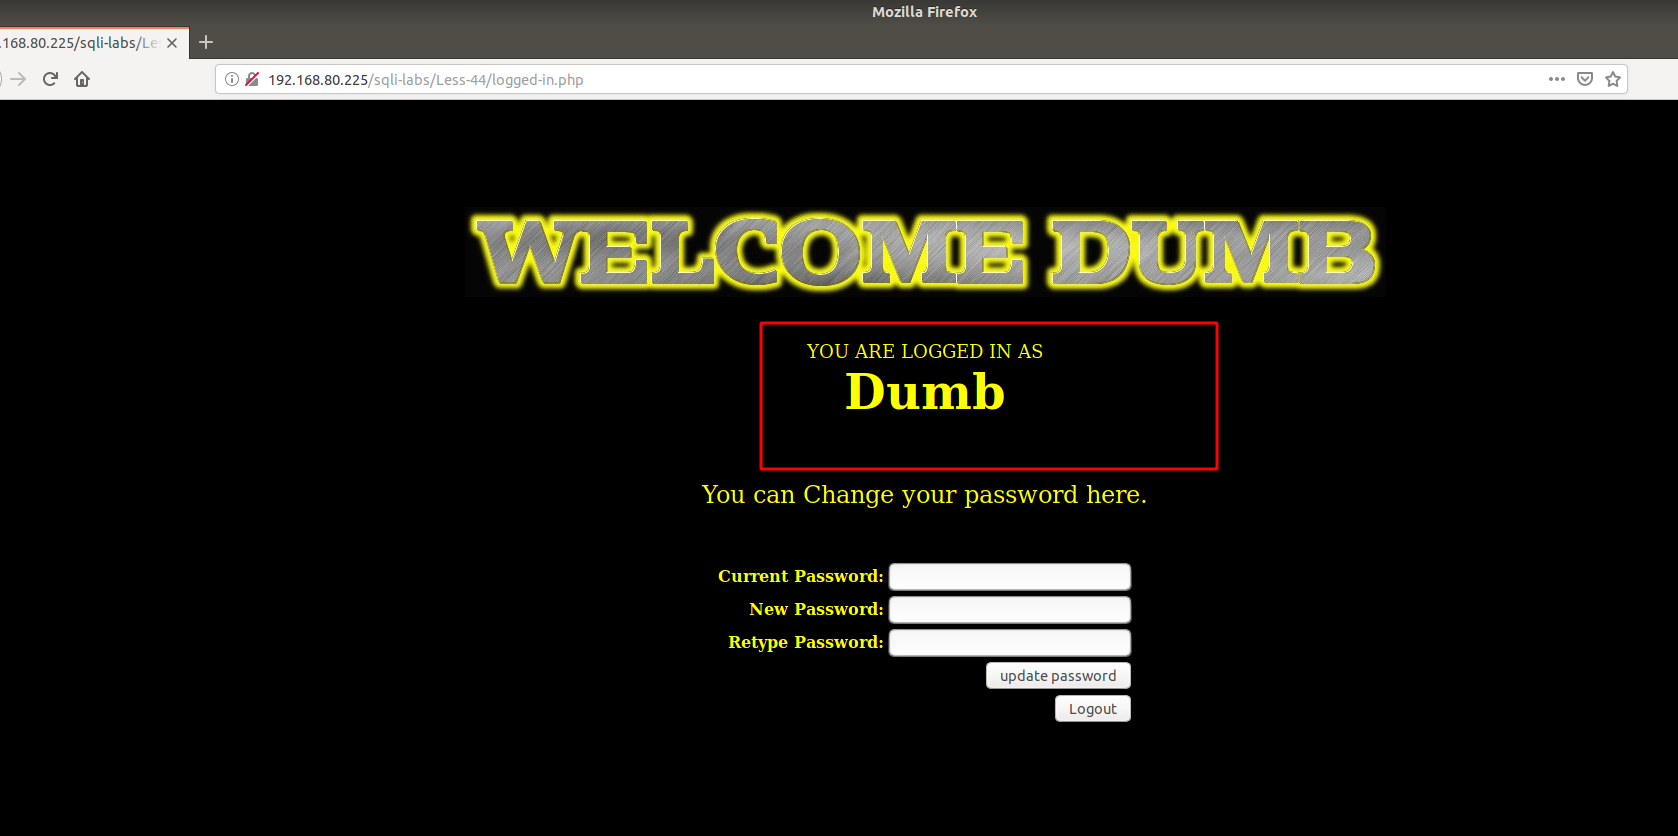 Mozilla Firefox
.168.80.225/sqli-labs/Le
192.168.80.225/sqli-labs/Less-44/logged-in.php
WELCOME DUMB
YOU ARE LOGGED IN AS
Dumb
You can Change your password here.
Current Password:
New Password:
Retype Password:
update password
Logout